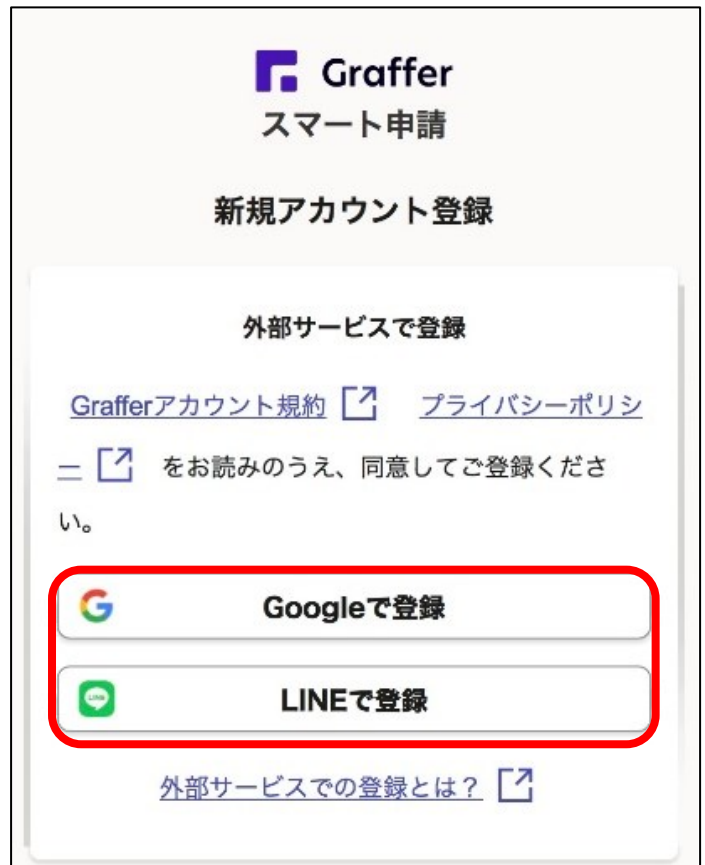 Graffer
スマート申請
新規アカウント登録
外部サービスで登録
Grafferアカウント規約 プライバシーポリシ
ー をお読みのうえ、同意してご登録くださ
い。
Googleで登録
LINEで登録
外部サービスでの登録とは？